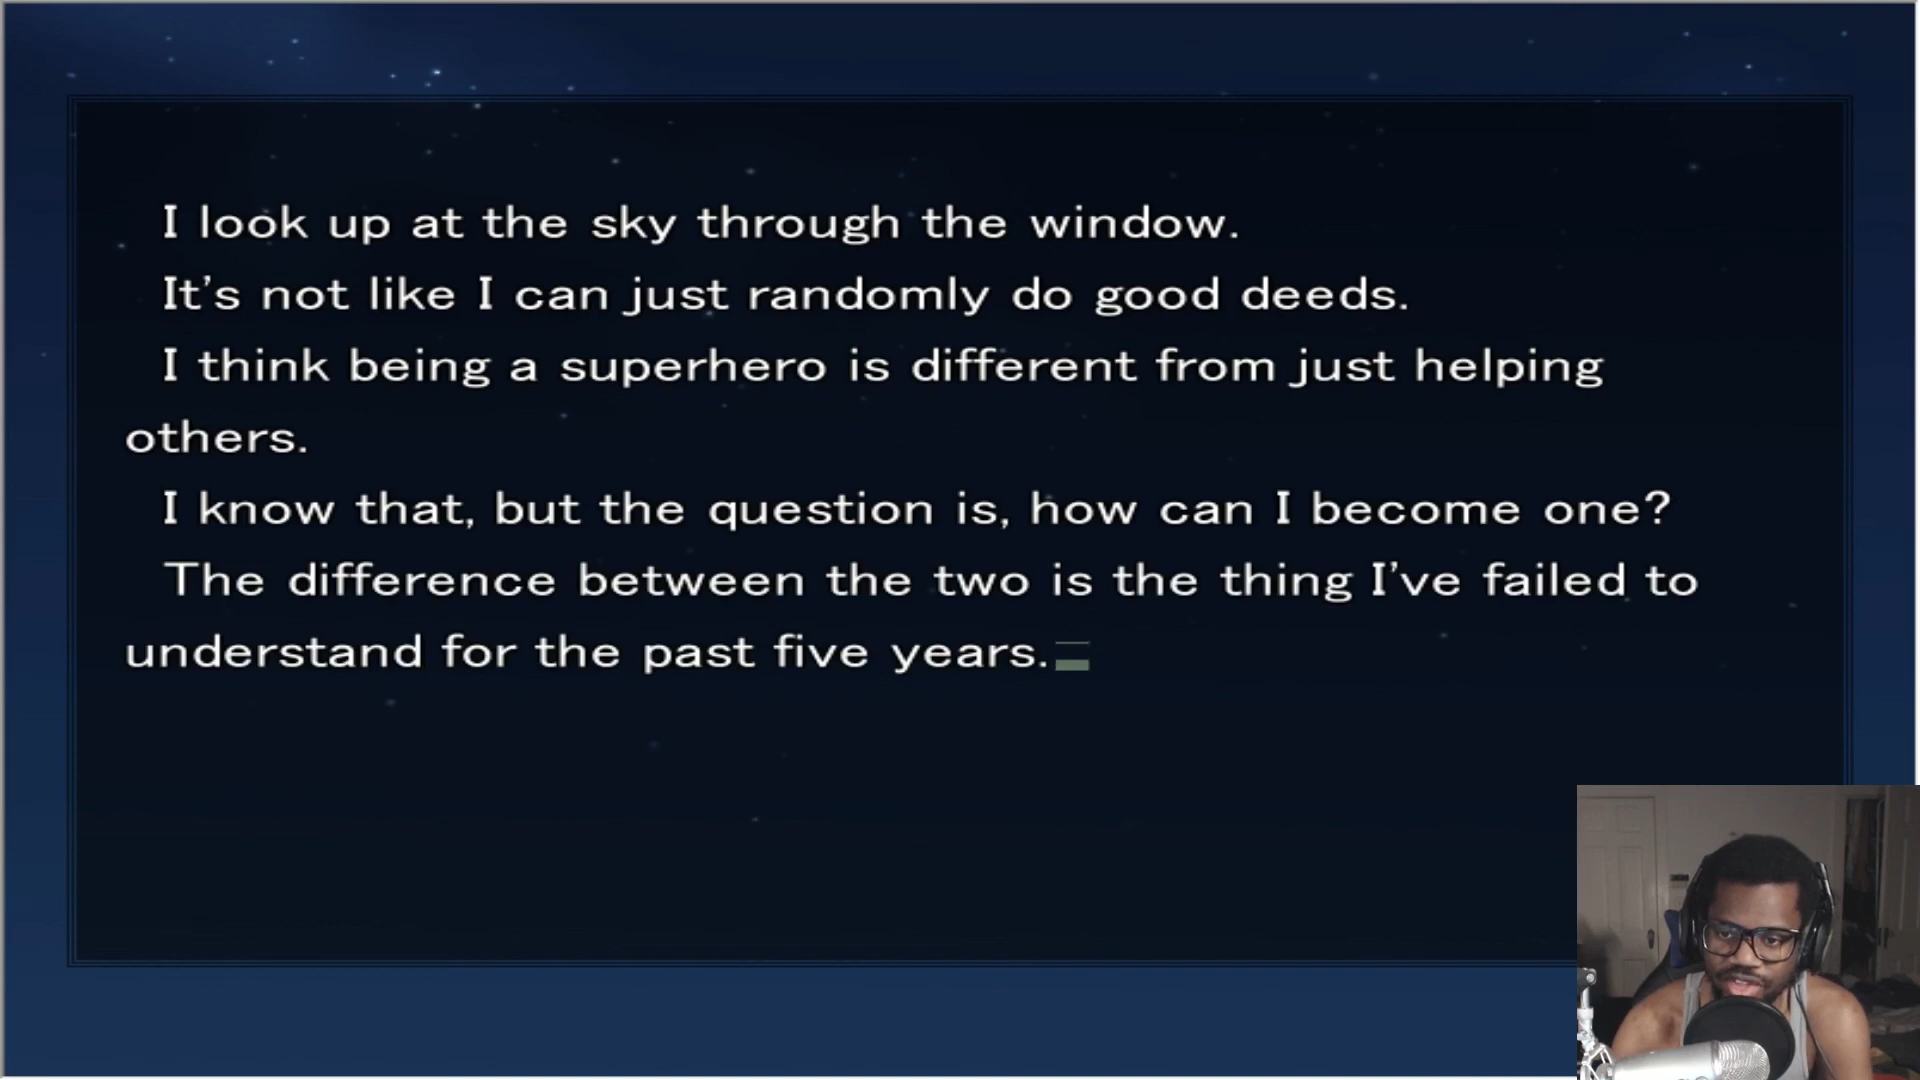 I look up at the sky through the window.
It's not like I can just randomly do good deeds.
I think being a superhero is different from just helping
others.
I know that, but the question is, how can I become one?
The difference between the two is the thing I've failed to
understand for the past five years.